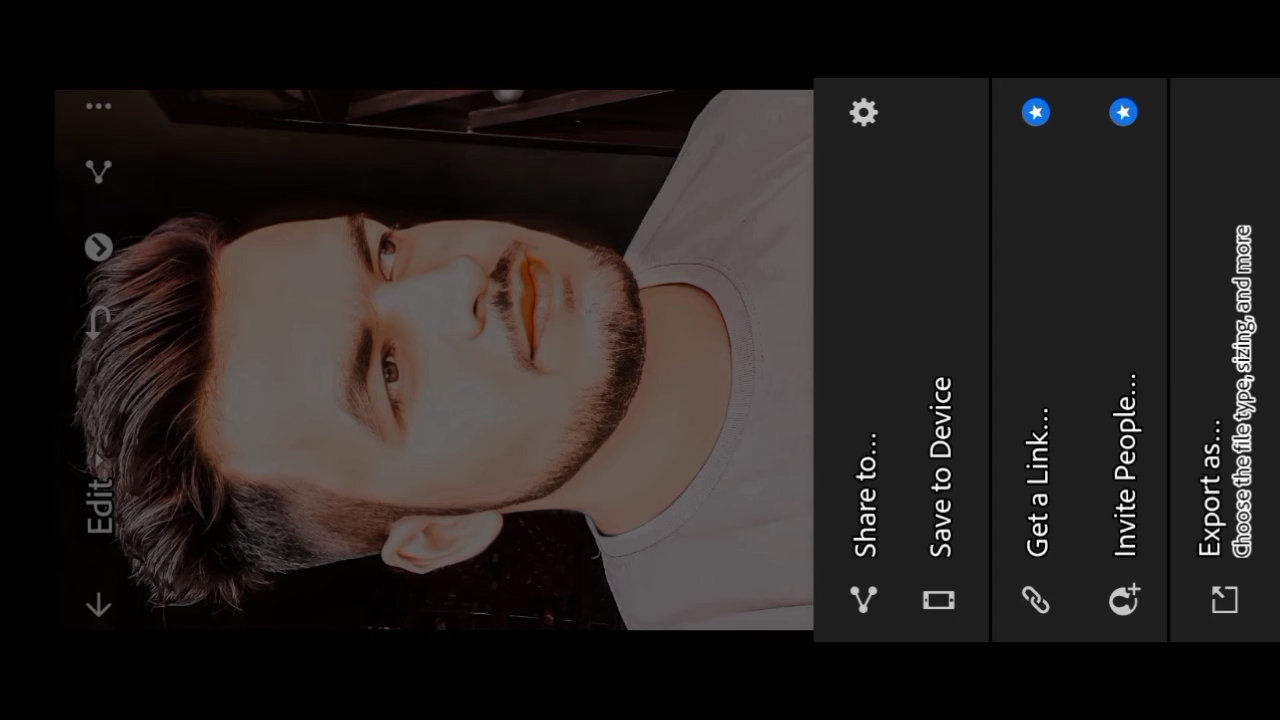 Edit
Share to...
Save to Device
Get a Link...
Invite People...
Export as...
Choose the file type, sizing, and more